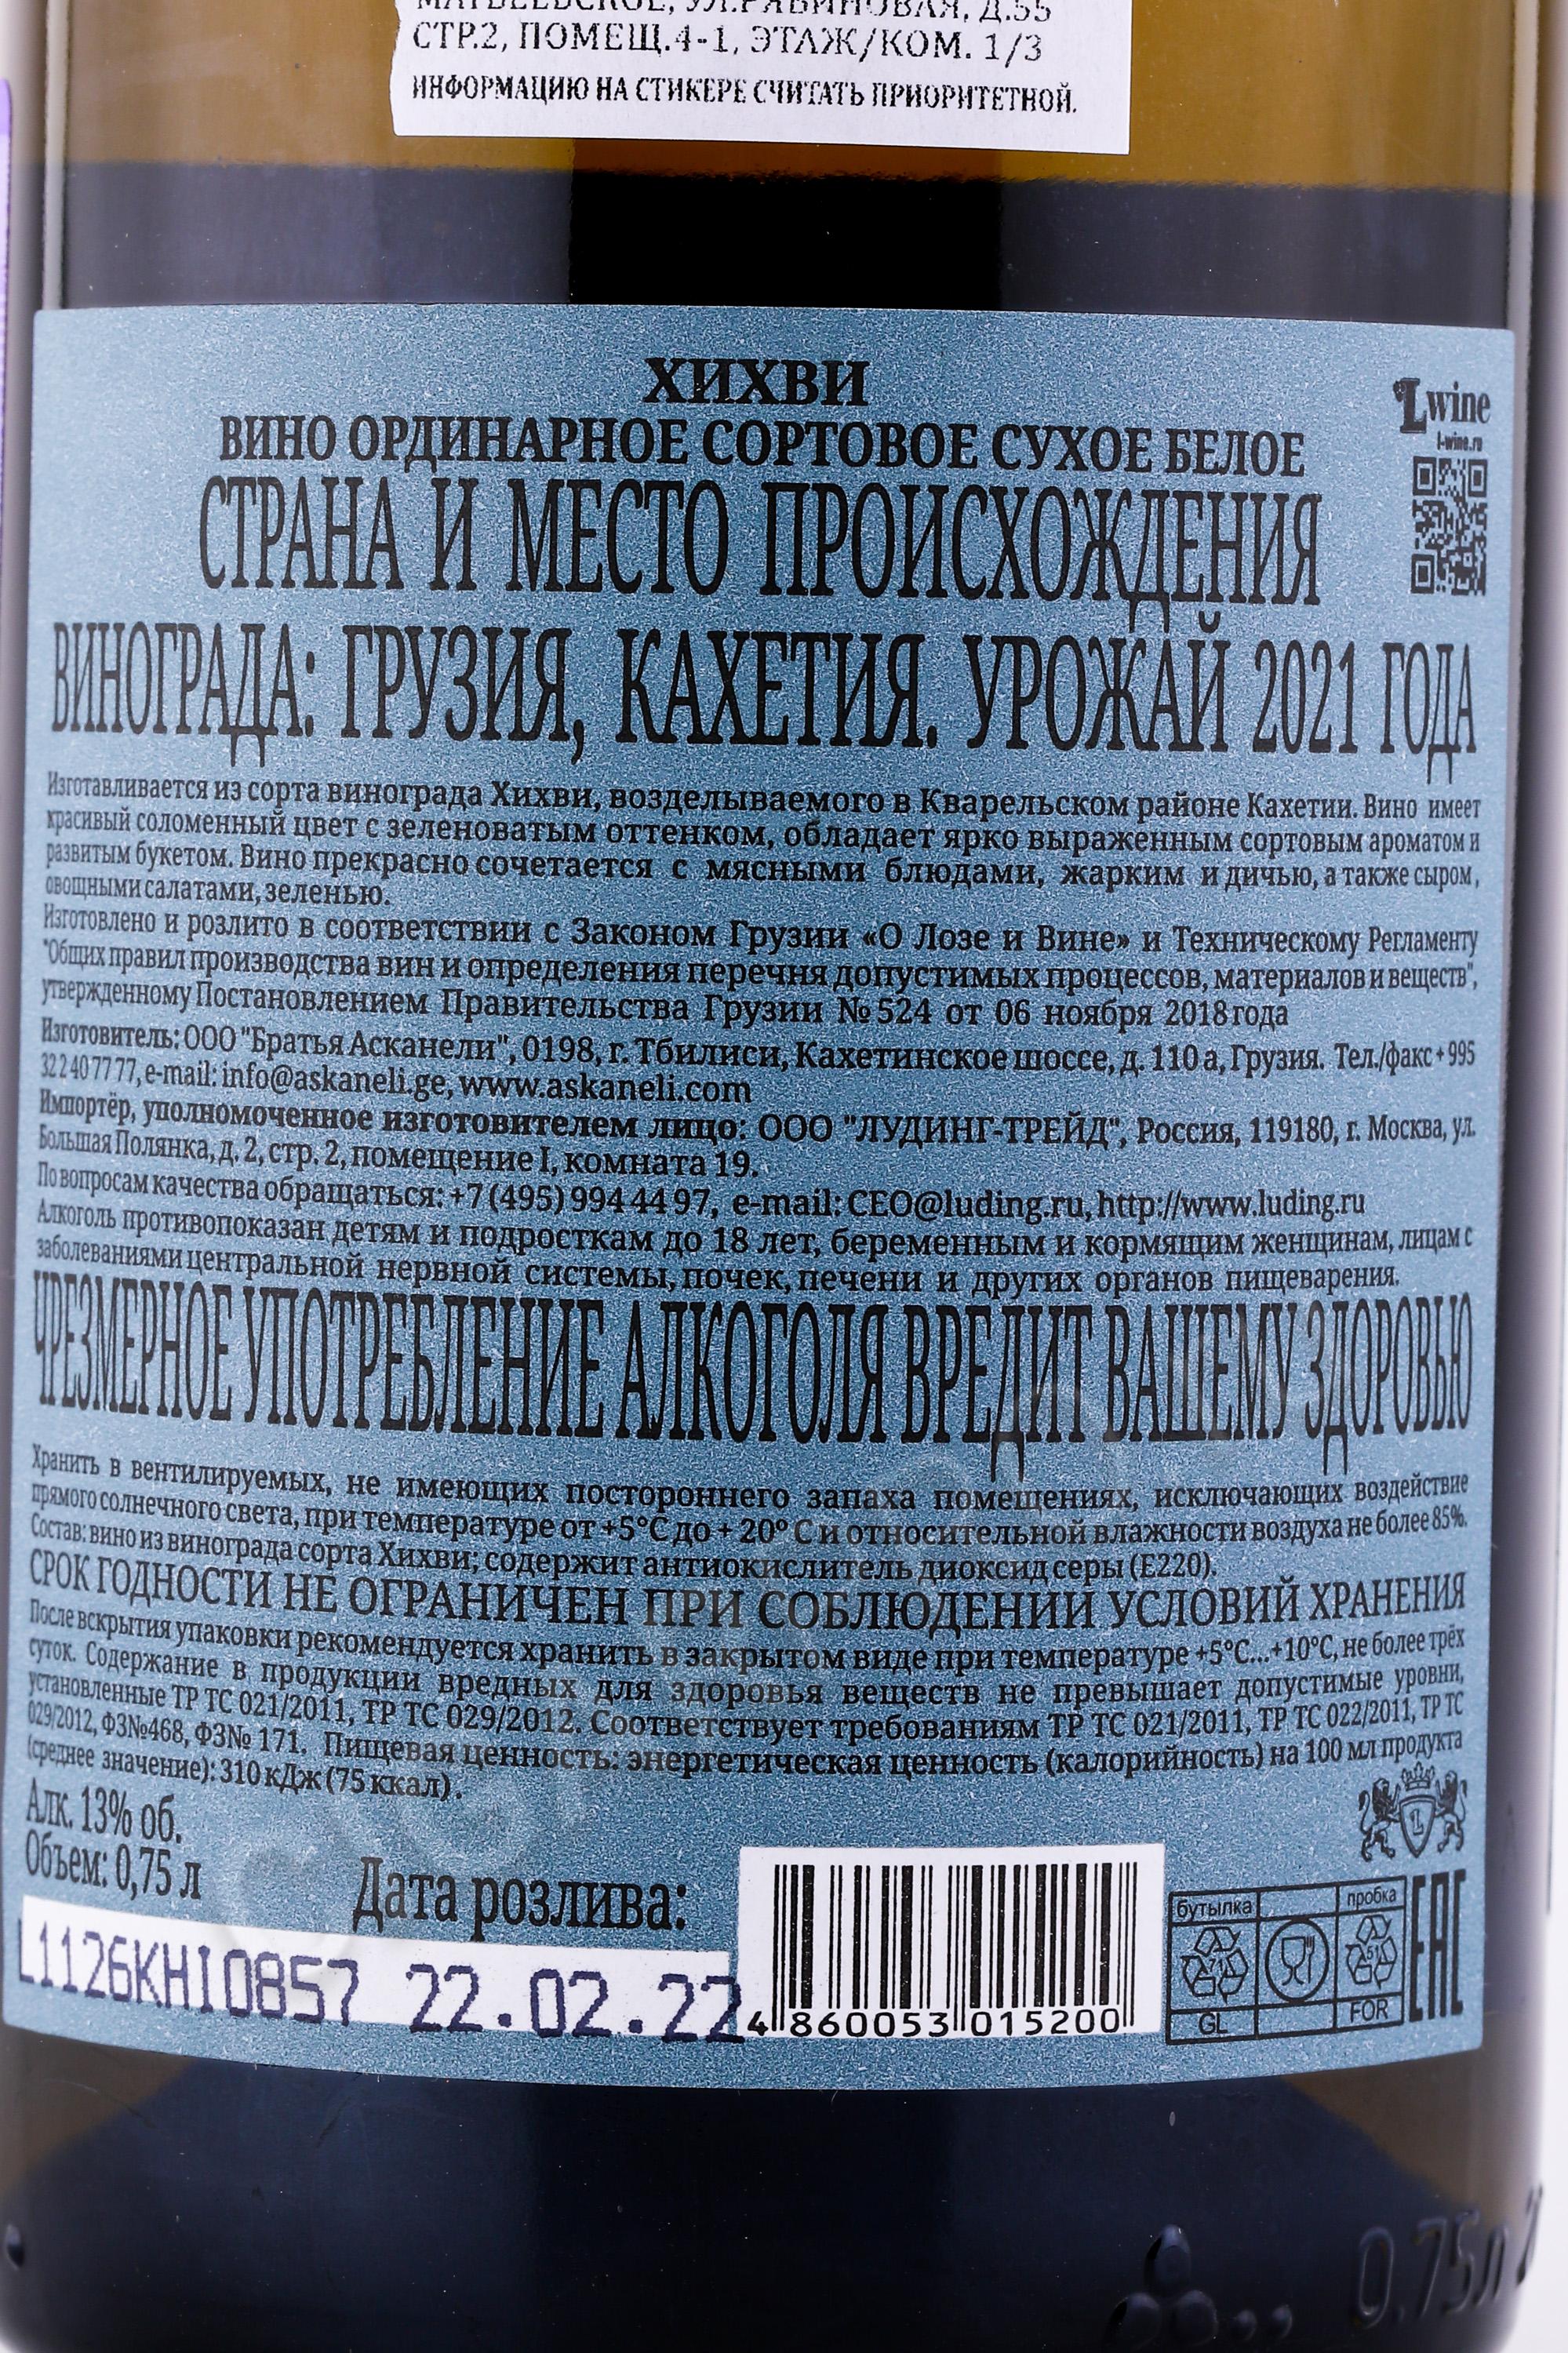 СТР.2, ПОМЕЩ.4-1, ЭТАЖ/КОМ. 1/3
ИНФОРМАЦИЮ НА СТИКЕРЕ СЧИТАТЬ ПРИОРИТЕТНОЙ.
ХИХВИ
Lwine
l-wine.ru
ВИНО ОРДИНАРНОЕ СОРТОВОЕ СУХОЕ БЕЛОЕ
СТРАНА И МЕСТО ПРОИСХОЖДЕНИЯ
ВИНОГРАДА: ГРУЗИЯ, КАХЕТИЯ. УРОЖАЙ 2021 ГОДА
Изготавливается из сорта винограда Хихви, возделываемого в Кварельском районе Кахетии. Вино имеет
красивый соломенный цвет с зеленоватым оттенком, обладает ярко выраженным сортовым ароматом и
развитым букетом. Вино прекрасно сочетается с мясными блюдами, жарким и дичью, а также сыром,
овощными салатами, зеленью.
Изготовлено и розлито в соответствии с Законом Грузии «О Лозе и Вине» и Техническому Регламенту
"Общих правил производства вин и определения перечня допустимых процессов, материалов и веществ",
утвержденному Постановлением Правительства Грузии №524 от 06 ноября 2018 года
Изготовитель: ООО "Братья Асканели", 0198, г. Тбилиси, Кахетинское шоссе, д. 110 а, Грузия. Тел./факс +995
322 40 77 77, e-mail: info@askaneli.ge, www.askaneli.com
Импортёр, уполномоченное изготовителем лицо: ООО "ЛУДИНГ-ТРЕЙД", Россия, 119180, г. Москва, ул.
Большая Полянка, д. 2, стр. 2, помещение I, комната 19.
По вопросам качества обращаться: +7 (495) 994 44 97, e-mail: CEO@luding.ru, http://www.luding.ru
Алкоголь противопоказан детям и подросткам до 18 лет, беременным и кормящим женщинам, лицам с
заболеваниями центральной нервной системы, почек, печени и других органов пищеварения.
ЧРЕЗМЕРНОЕ УПОТРЕБЛЕНИЕ АЛКОГОЛЯ ВРЕДИТ ВАШЕМУ ЗДОРОВЬЮ
Хранить в вентилируемых, не имеющих постороннего запаха помещениях, исключающих воздействие
прямого солнечного света, при температуре от +5°С до + 20° С и относительной влажности воздуха не более 85%.
Состав: вино из винограда сорта Хихви; содержит антиокислитель диоксид серы (Е220).
СРОК ГОДНОСТИ НЕ ОГРАНИЧЕН ПРИ СОБЛЮДЕНИИ УСЛОВИЙ ХРАНЕНИЯ
После вскрытия упаковки рекомендуется хранить в закрытом виде при температуре +5°С...+10°С, не более трёх
суток. Содержание в продукции вредных для здоровья веществ не превышает допустимые уровни,
установленные ТР ТС 021/2011, ТР ТС 029/2012. Соответствует требованиям ТР ТС 021/2011, ТР ТС 022/2011, ТР ТС
029/2012, ФЗ№468, ФЗ№ 171. Пищевая ценность: энергетическая ценность (калорийность) на 100 мл продукта
(среднее значение): 310 кДж (75 ккал).
Алк. 13% об.
Объем: 0,75 л
Дата розлива:
L1126KHI0857 22.02.22
4 860053 015200
бутылка
пробка
71
51
GL
FOR
EAC
0.75л